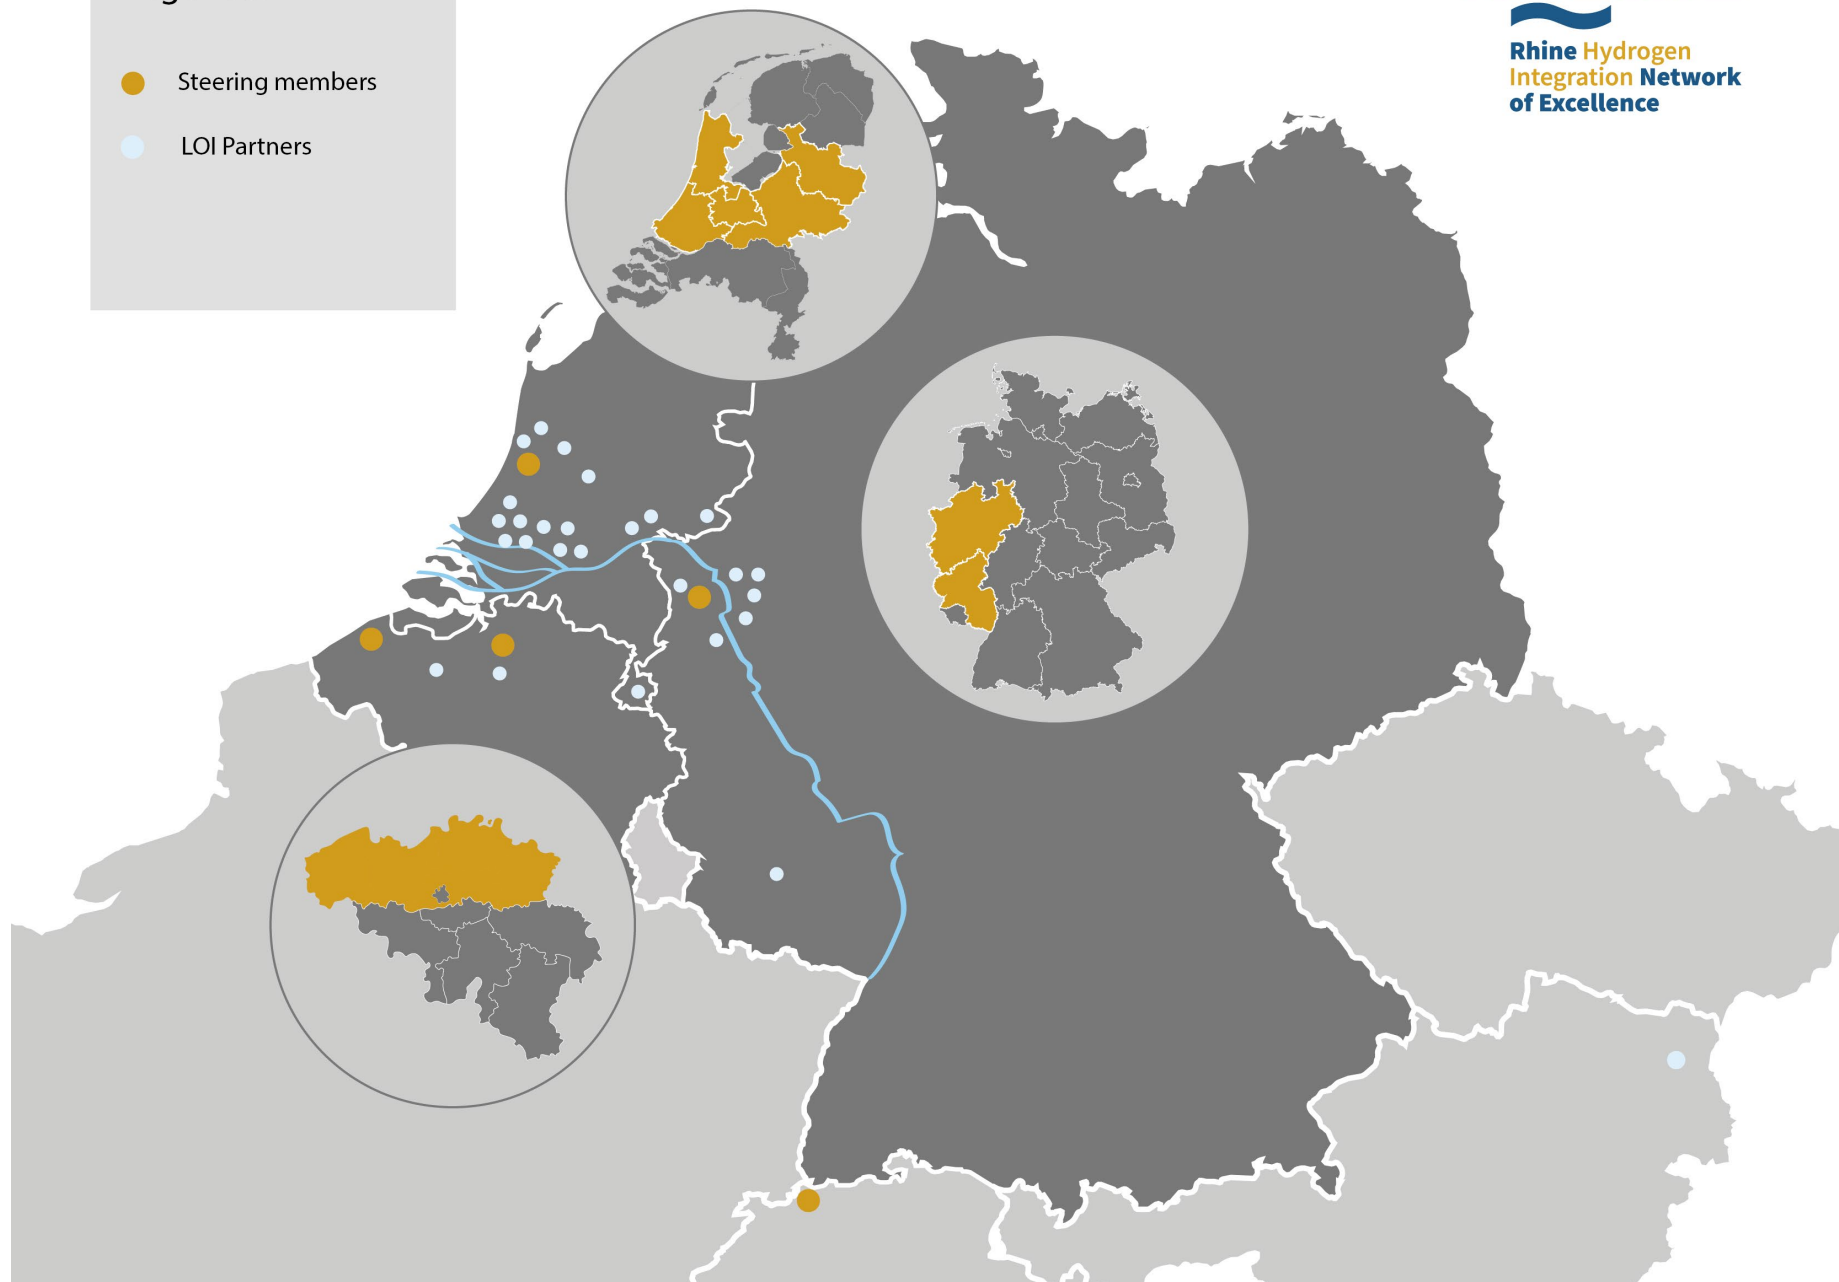 Steering members
LOI Partners
Rhine Hydrogen
Integration Network
of Excellence